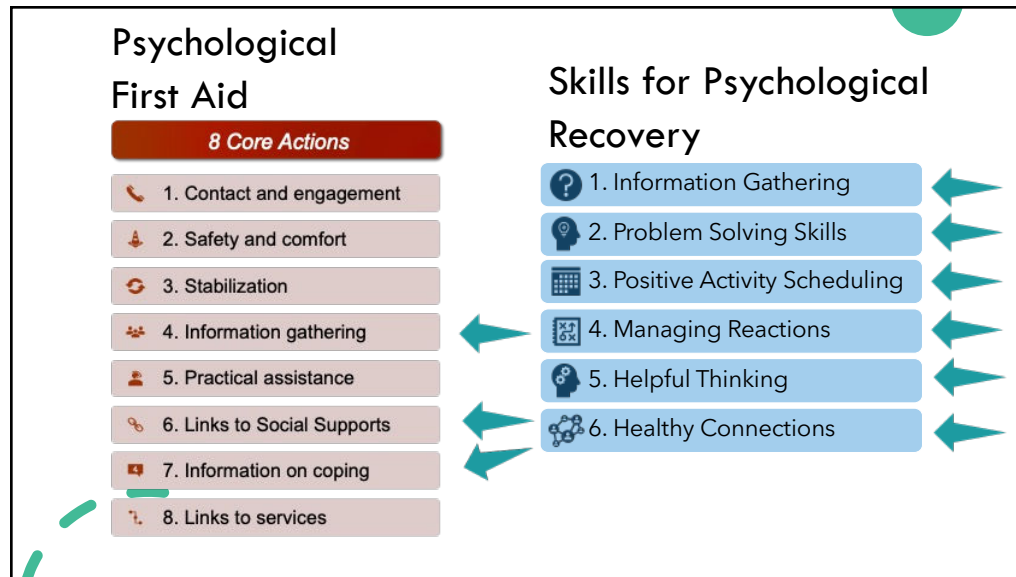 Psychological
First Aid
8 Core Actions
1. Contact and engagement
2. Safety and comfort
3. Stabilization
4. Information gathering
5. Practical assistance
6. Links to Social Supports
7. Information on coping
8. Links to services
Skills for Psychological
Recovery
1. Information Gathering
2. Problem Solving Skills
3. Positive Activity Scheduling
4. Managing Reactions
5. Helpful Thinking
6. Healthy Connections